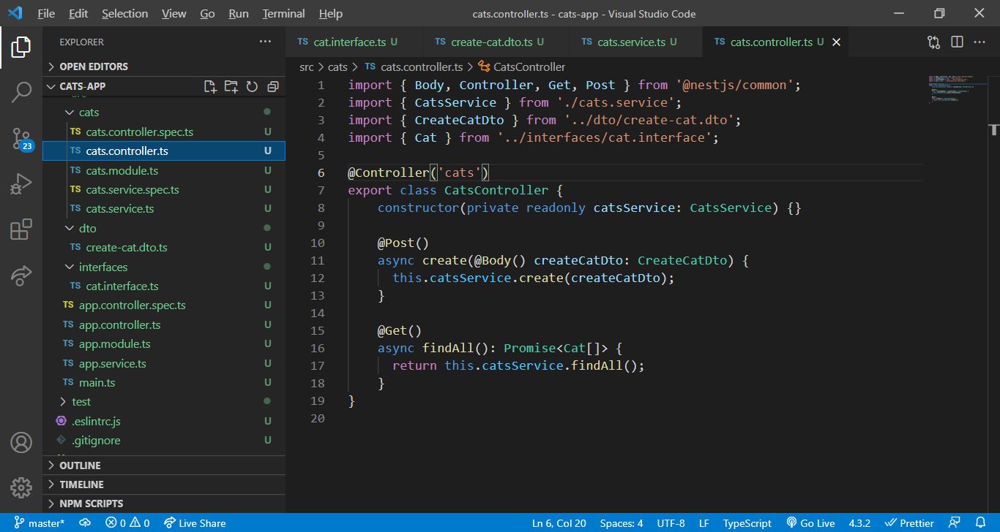 File Edit Selection View Go Run Terminal Help cats.controller.ts - cats-app - Visual Studio Code
EXPLORER
OPEN EDITORS
CATS-APP
src
cats
TS cats.controller.spec.ts U
TS cats.controller.ts U
TS cats.module.ts U
TS cats.service.spec.ts U
TS cats.service.ts U
dto
TS create-cat.dto.ts U
interfaces
TS cat.interface.ts U
TS app.controller.spec.ts U
TS app.controller.ts U
TS app.module.ts U
TS app.service.ts U
TS main.ts U
test
.eslintrc.js U
.gitignore U
OUTLINE
TIMELINE
NPM SCRIPTS
23
TS cat.interface.ts U TS create-cat.dto.ts U TS cats.service.ts U TS cats.controller.ts U
src > cats > TS cats.controller.ts > CatsController
1 import { Body, Controller, Get, Post } from '@nestjs/common';
2 import { CatsService } from './cats.service';
3 import { CreateCatDto } from '../dto/create-cat.dto';
4 import { Cat } from '../interfaces/cat.interface';
5
6 @Controller('cats')
7 export class CatsController {
8 constructor(private readonly catsService: CatsService) {}
9
10 @Post()
11 async create(@Body() createCatDto: CreateCatDto) {
12 this.catsService.create(createCatDto);
13 }
14
15 @Get()
16 async findAll(): Promise<Cat[]> {
17 return this.catsService.findAll();
18 }
19 }
20
master* 0 0 Live Share Ln 6, Col 20 Spaces: 4 UTF-8 LF TypeScript Go Live 4.3.2 Prettier